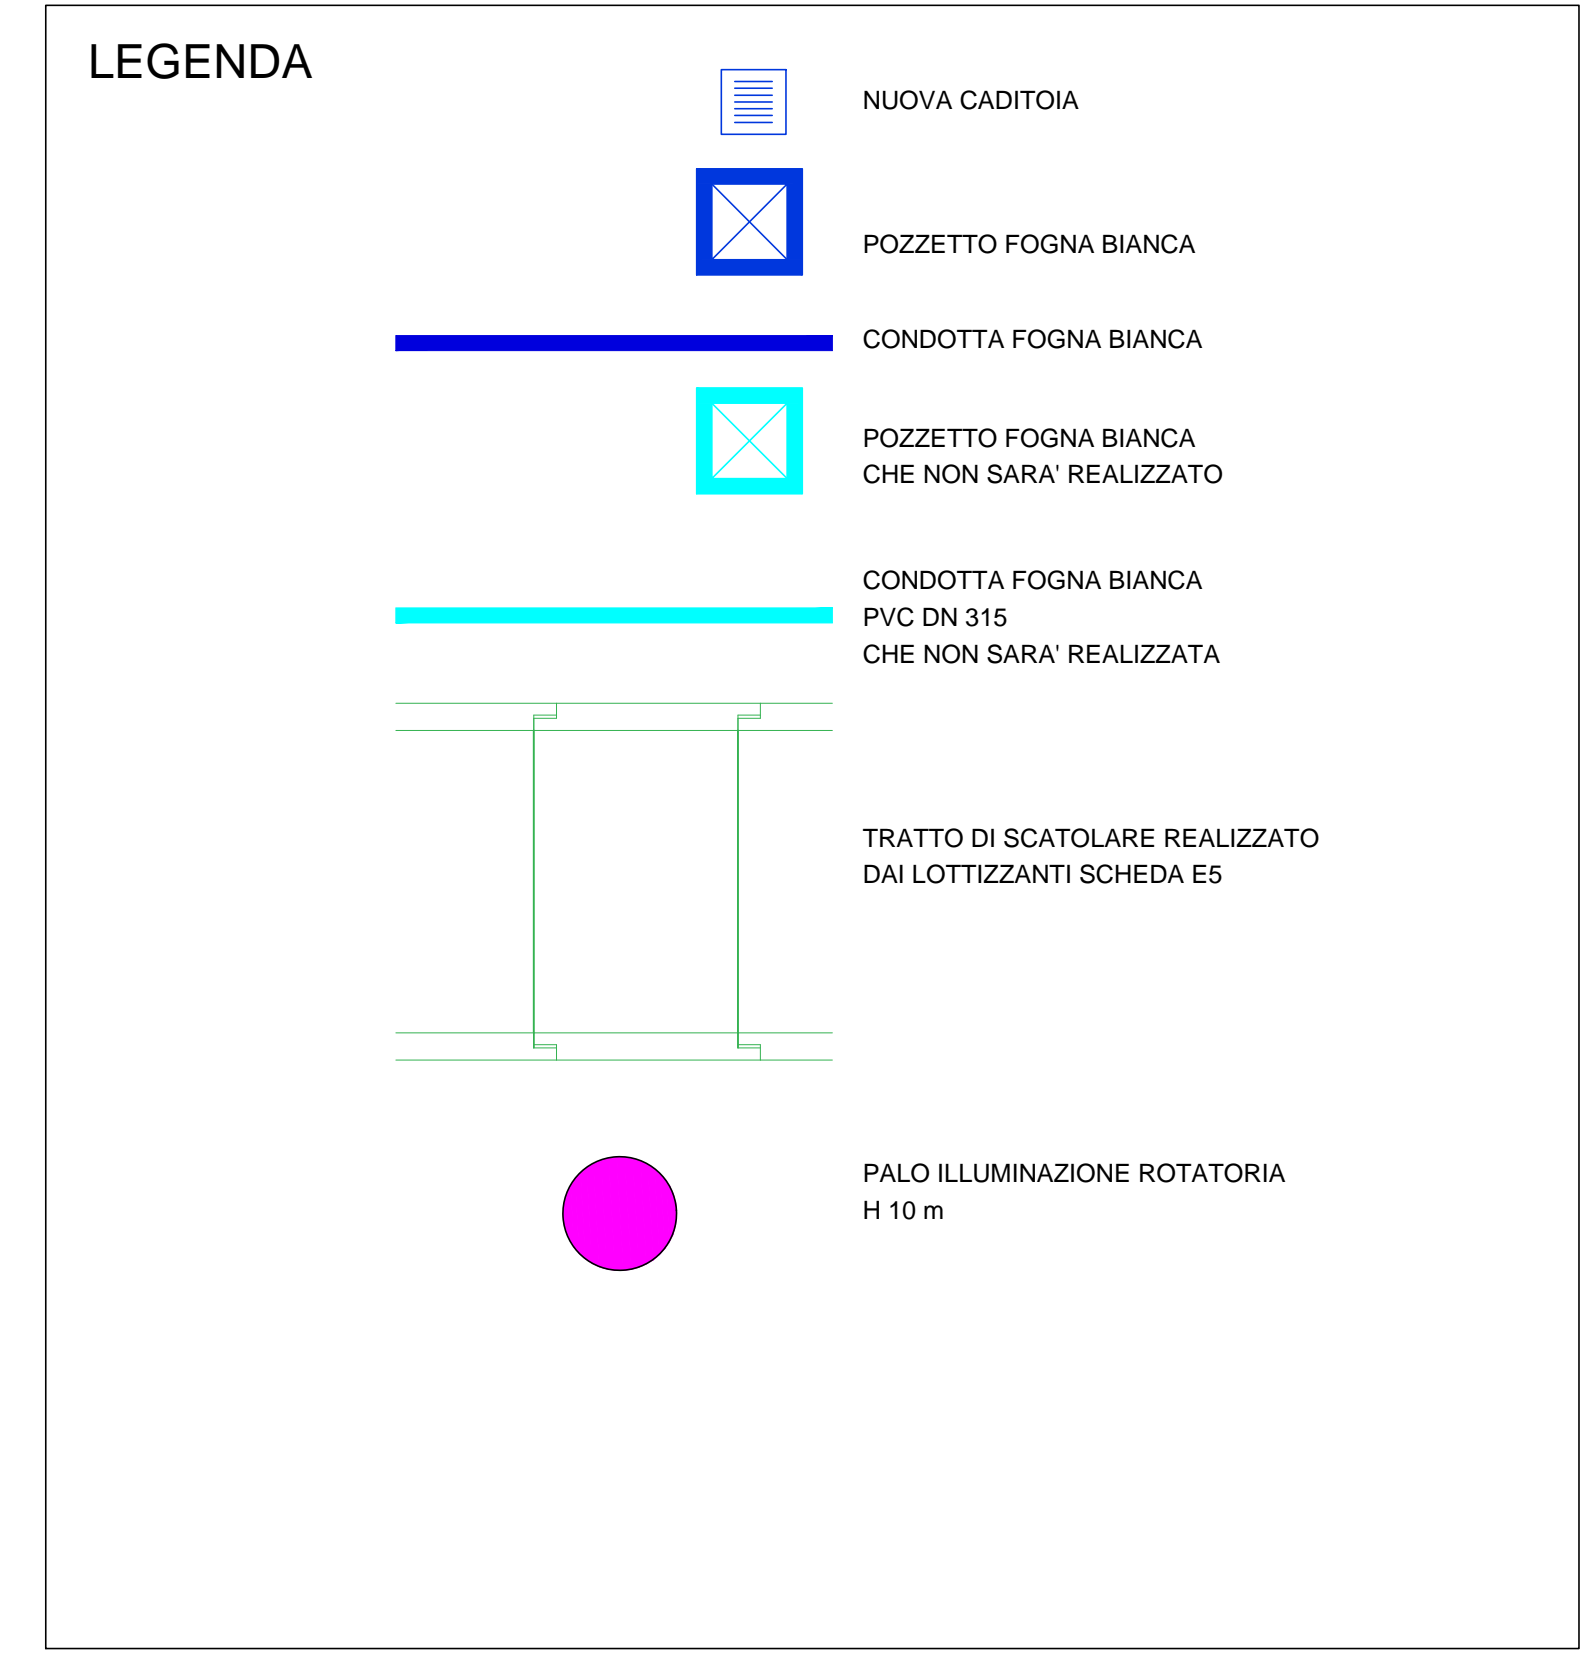 LEGENDA
NUOVA CADITOIA
POZZETTO FOGNA BIANCA
CONDOTTA FOGNA BIANCA
POZZETTO FOGNA BIANCA
CHE NON SARA' REALIZZATO
CONDOTTA FOGNA BIANCA
PVC DN 315
CHE NON SARA' REALIZZATA
TRATTO DI SCATOLARE REALIZZATO
DAI LOTTIZZANTI SCHEDA E5
PALO ILLUMINAZIONE ROTATORIA
H 10 m